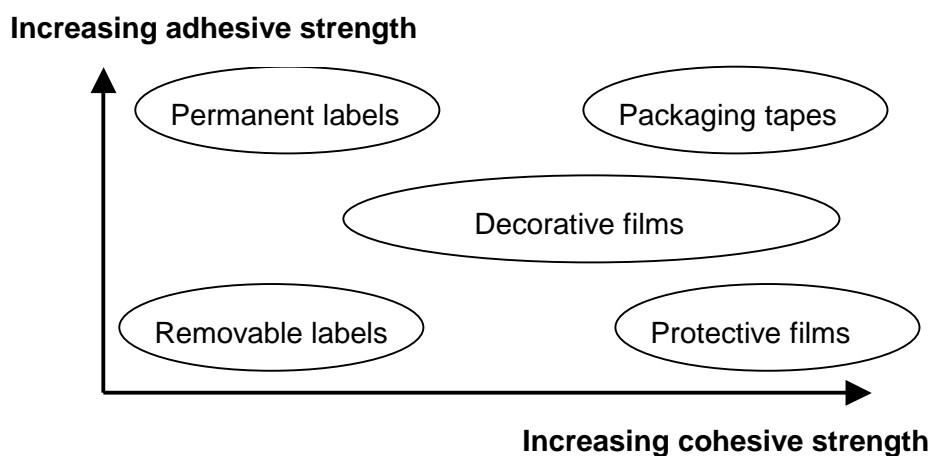 Increasing adhesive strength
Permanent labels
Packaging tapes
Decorative films
Removable labels
Protective films
Increasing cohesive strength